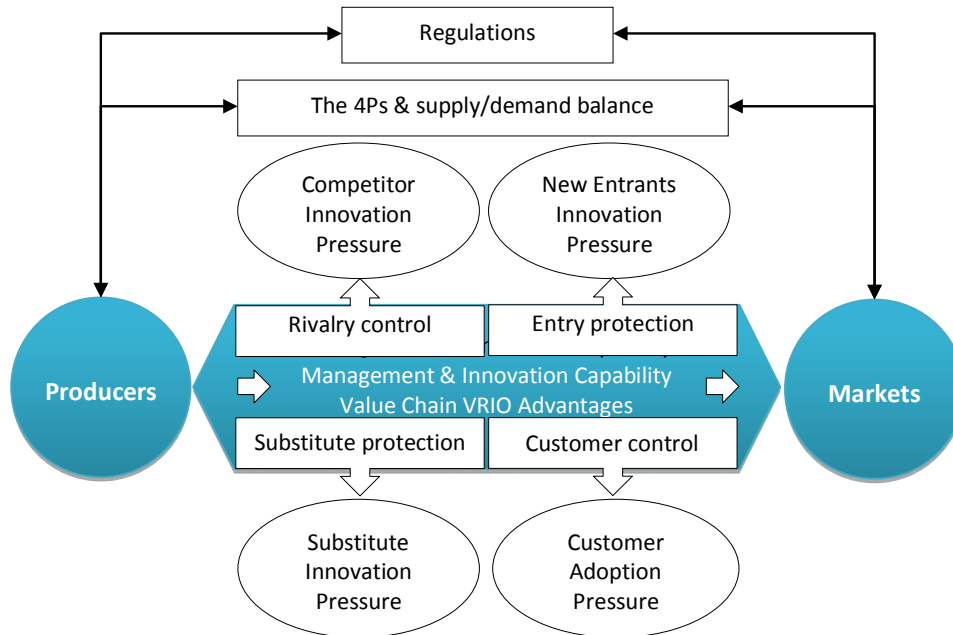 Regulations
The 4Ps & supply/demand balance
Competitor
Innovation
Pressure
New Entrants
Innovation
Pressure
Rivalry control
Entry protection
Producers
Management & Innovation Capability
Value Chain VRIO Advantages
Markets
Substitute protection
Customer control
Substitute
Innovation
Pressure
Customer
Adoption
Pressure